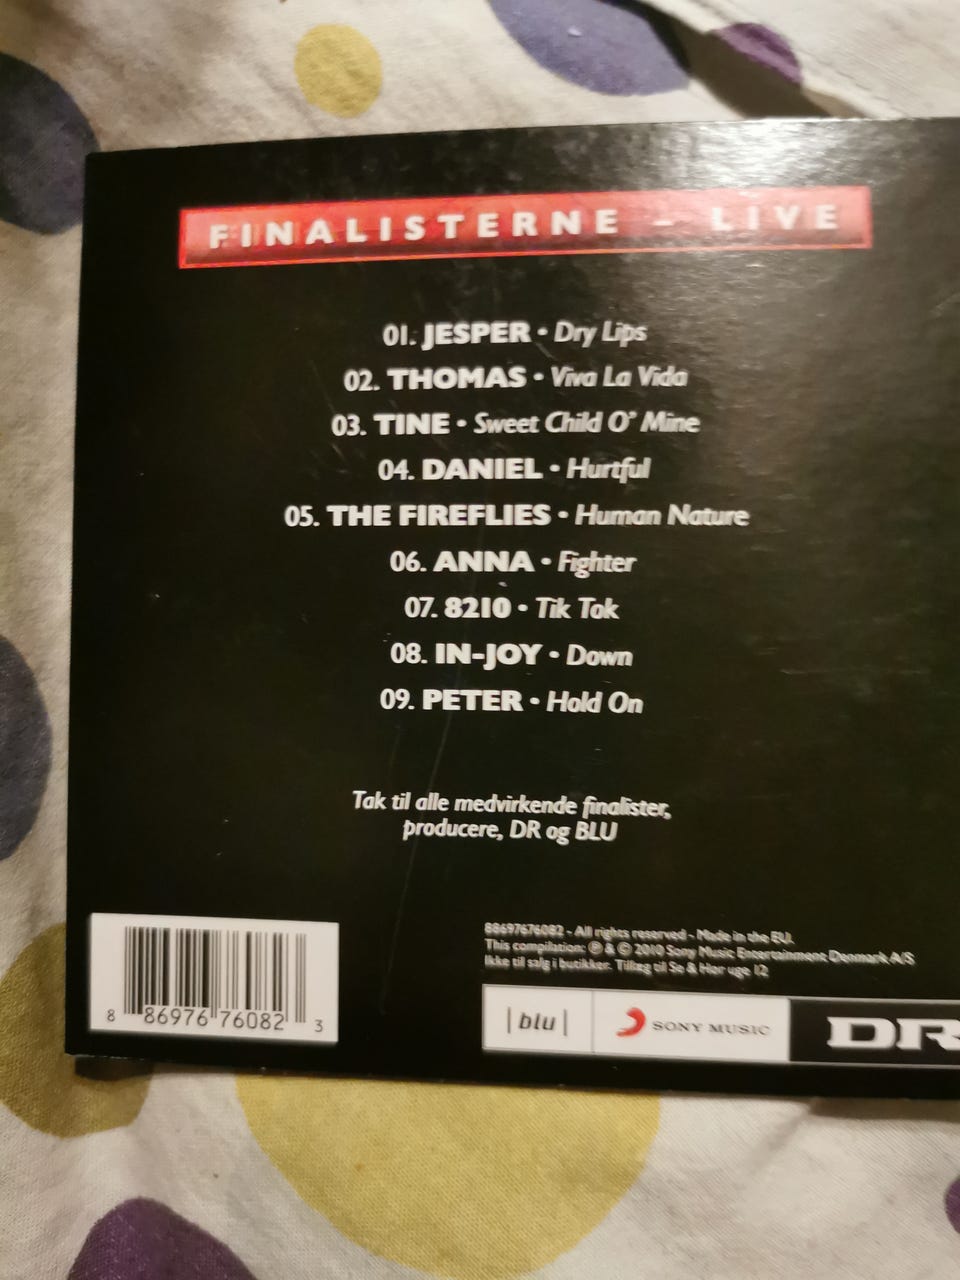 FINALISTERNE – LIVE
01. JESPER • Dry Lips
02. THOMAS • Viva La Vida
03. TINE • Sweet Child O' Mine
04. DANIEL • Hurtful
05. THE FIREFLIES • Human Nature
06. ANNA • Fighter
07. 8210 • Tik Tok
08. IN-JOY • Down
09. PETER • Hold On
Tak til alle medvirkende finalister,
producere, DR og BLU
88697676082 - All rights reserved - Made in the EU.
This compilation: ℗ & © 2010 Sony Music Entertainment Denmark A/S
Ikke til salg i butikker. Tillæg til Se & Hør uge 12
8 86976 76082 3
|blu| SONY MUSIC DR